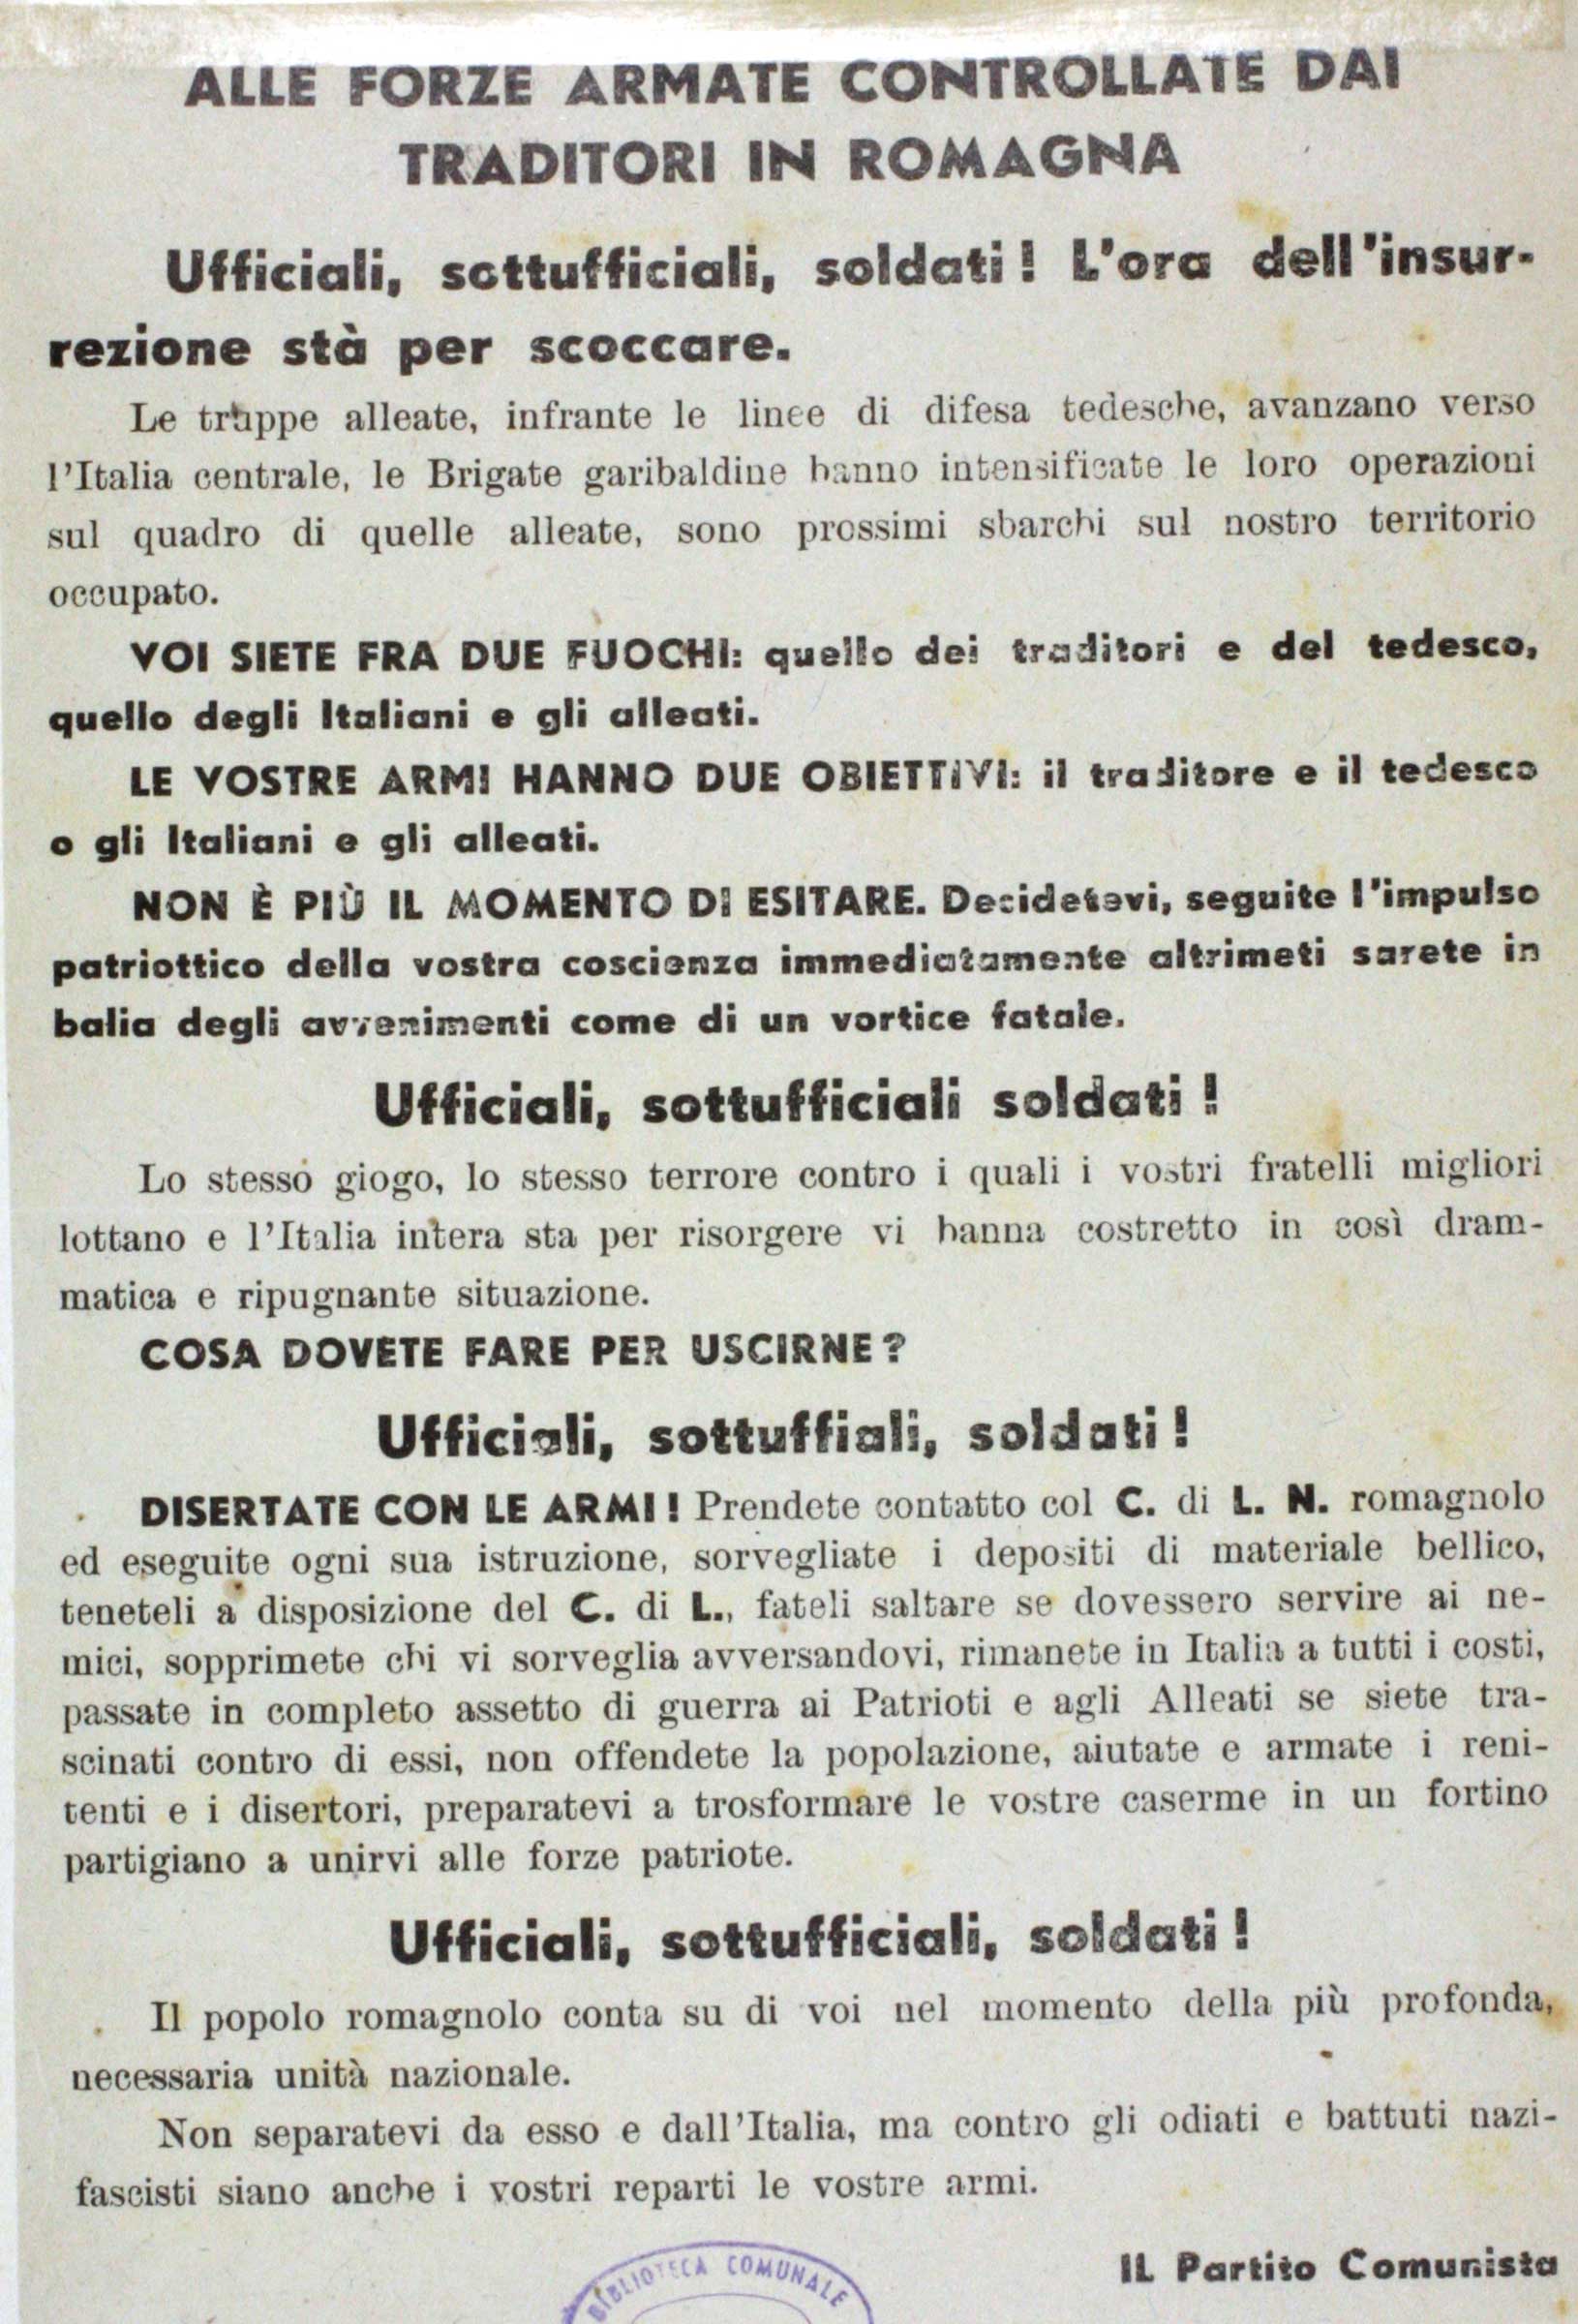 ALLE FORZE ARMATE CONTROLLATE DAI
TRADITORI IN ROMAGNA
Ufficiali, sottufficiali, soldati! L'ora dell'insur-
rezione stà per scoccare.
Le truppe alleate, infrante le linee di difesa tedesche, avanzano verso
l'Italia centrale, le Brigate garibaldine hanno intensificate le loro operazioni
sul quadro di quelle alleate, sono prossimi sbarchi sul nostro territorio
occupato.
VOI SIETE FRA DUE FUOCHI: quello dei traditori e del tedesco,
quello degli Italiani e gli alleati.
LE VOSTRE ARMI HANNO DUE OBIETTIVI: il traditore e il tedesco
o gli Italiani e gli alleati.
NON È PIÙ IL MOMENTO DI ESITARE. Decidetevi, seguite l'impulso
patriottico della vostra coscienza immediatamente altrimeti sarete in
balia degli avvenimenti come di un vortice fatale.
Ufficiali, sottufficiali soldati!
Lo stesso giogo, lo stesso terrore contro i quali i vostri fratelli migliori
lottano e l'Italia intera sta per risorgere vi hanna costretto in così dram-
matica e ripugnante situazione.
COSA DOVETE FARE PER USCIRNE?
Ufficiali, sottuffiali, soldati!
DISERTATE CON LE ARMI! Prendete contatto col C. di L. N. romagnolo
ed eseguite ogni sua istruzione, sorvegliate i depositi di materiale bellico,
teneteli a disposizione del C. di L., fateli saltare se dovessero servire ai ne-
mici, sopprimete chi vi sorveglia avversandovi, rimanete in Italia a tutti i costi,
passate in completo assetto di guerra ai Patrioti e agli Alleati se siete tra-
scinati contro di essi, non offendete la popolazione, aiutate e armate i reni-
tenti e i disertori, preparatevi a trosformare le vostre caserme in un fortino
partigiano a unirvi alle forze patriote.
Ufficiali, sottufficiali, soldati!
Il popolo romagnolo conta su di voi nel momento della più profonda,
necessaria unità nazionale.
Non separatevi da esso e dall'Italia, ma contro gli odiati e battuti nazi-
fascisti siano anche i vostri reparti le vostre armi.
IL Partito Comunista
BIBLIOTECA COMUNALE